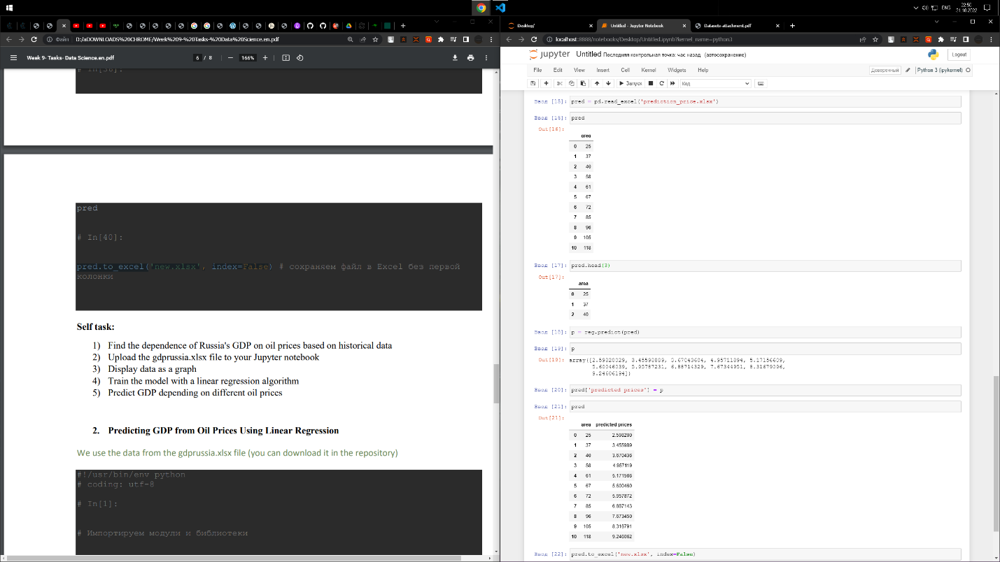 ENG
22:50
31.10.2022
Файл
D:/aDOWNLOADS%20CHROME/Week%209-%20Tasks-%20Data%20Science.en.pdf
Week 9- Tasks- Data Science.en.pdf
6 / 8
166%
# In[38]:
pred
# In[40]:
pred.to_excel('new.xlsx', index=False) # сохраняем файл в Excel без первой
колонки
Self task:
1) Find the dependence of Russia's GDP on oil prices based on historical data
2) Upload the gdprussia.xlsx file to your Jupyter notebook
3) Display data as a graph
4) Train the model with a linear regression algorithm
5) Predict GDP depending on different oil prices
2. Predicting GDP from Oil Prices Using Linear Regression
We use the data from the gdprussia.xlsx file (you can download it in the repository)
#!/usr/bin/env python
# coding: utf-8
# In[1]:
# Импортируем модули и библиотеки
Desktop/
Untitled - Jupyter Notebook
Datasets-attachment.pdf
localhost:8888/notebooks/Desktop/Untitled.ipynb?kernel_name=python3
jupyter Untitled Последняя контрольная точка: час назад (автосохранение)
Logout
File Edit View Insert Cell Kernel Widgets Help
Доверенный
Python 3 (ipykernel)
Запуск
Код
Ввод [15]: pred = pd.read_excel('prediction_price.xlsx')
Ввод [16]: pred
Out[16]:
area
0 25
1 37
2 40
3 58
4 61
5 67
6 72
7 85
8 96
9 105
10 118
Ввод [17]: pred.head(3)
Out[17]:
area
0 25
1 37
2 40
Ввод [18]: p = reg.predict(pred)
Ввод [19]: p
Out[19]: array([2.59820029, 3.45598889, 3.67043604, 4.95711894, 5.17156609,
5.60046039, 5.95787231, 6.88714329, 7.67344951, 8.31679096,
9.24606194])
Ввод [20]: pred['predicted prices'] = p
Ввод [21]: pred
Out[21]:
area predicted prices
0 25 2.598200
1 37 3.455989
2 40 3.670436
3 58 4.957119
4 61 5.171566
5 67 5.600460
6 72 5.957872
7 85 6.887143
8 96 7.673450
9 105 8.316791
10 118 9.246062
Ввод [22]: pred.to_excel('new.xlsx', index=False)